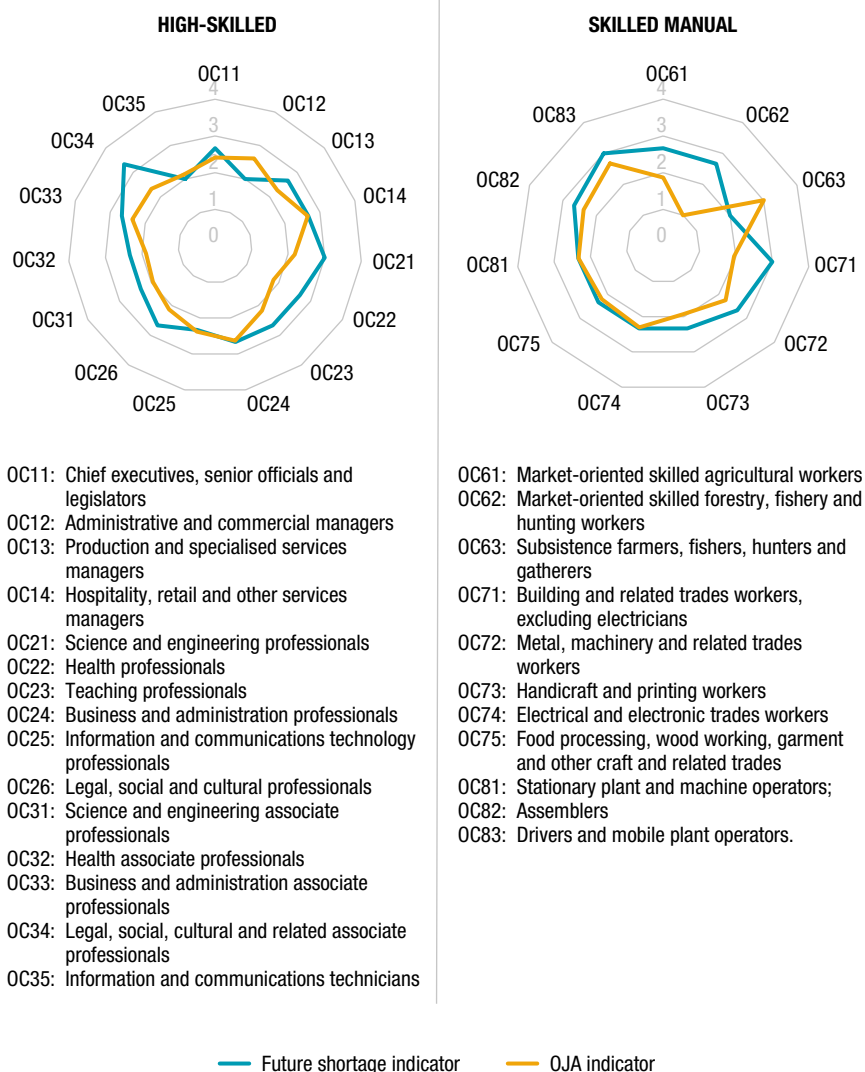 HIGH-SKILLED
OC11
OC12
OC13
OC14
OC21
OC22
OC23
OC24
OC25
OC26
OC31
OC32
OC33
OC34
OC35
4
3
2
1
0
OC11: Chief executives, senior officials and
legislators
OC12: Administrative and commercial managers
OC13: Production and specialised services
managers
OC14: Hospitality, retail and other services
managers
OC21: Science and engineering professionals
OC22: Health professionals
OC23: Teaching professionals
OC24: Business and administration professionals
OC25: Information and communications technology
professionals
OC26: Legal, social and cultural professionals
OC31: Science and engineering associate
professionals
OC32: Health associate professionals
OC33: Business and administration associate
professionals
OC34: Legal, social, cultural and related associate
professionals
OC35: Information and communications technicians
SKILLED MANUAL
OC61
OC62
OC63
OC71
OC72
OC73
OC74
OC75
OC81
OC82
OC83
4
3
2
1
0
OC61: Market-oriented skilled agricultural workers
OC62: Market-oriented skilled forestry, fishery and
hunting workers
OC63: Subsistence farmers, fishers, hunters and
gatherers
OC71: Building and related trades workers,
excluding electricians
OC72: Metal, machinery and related trades
workers
OC73: Handicraft and printing workers
OC74: Electrical and electronic trades workers
OC75: Food processing, wood working, garment
and other craft and related trades
OC81: Stationary plant and machine operators;
OC82: Assemblers
OC83: Drivers and mobile plant operators.
Future shortage indicator
OJA indicator